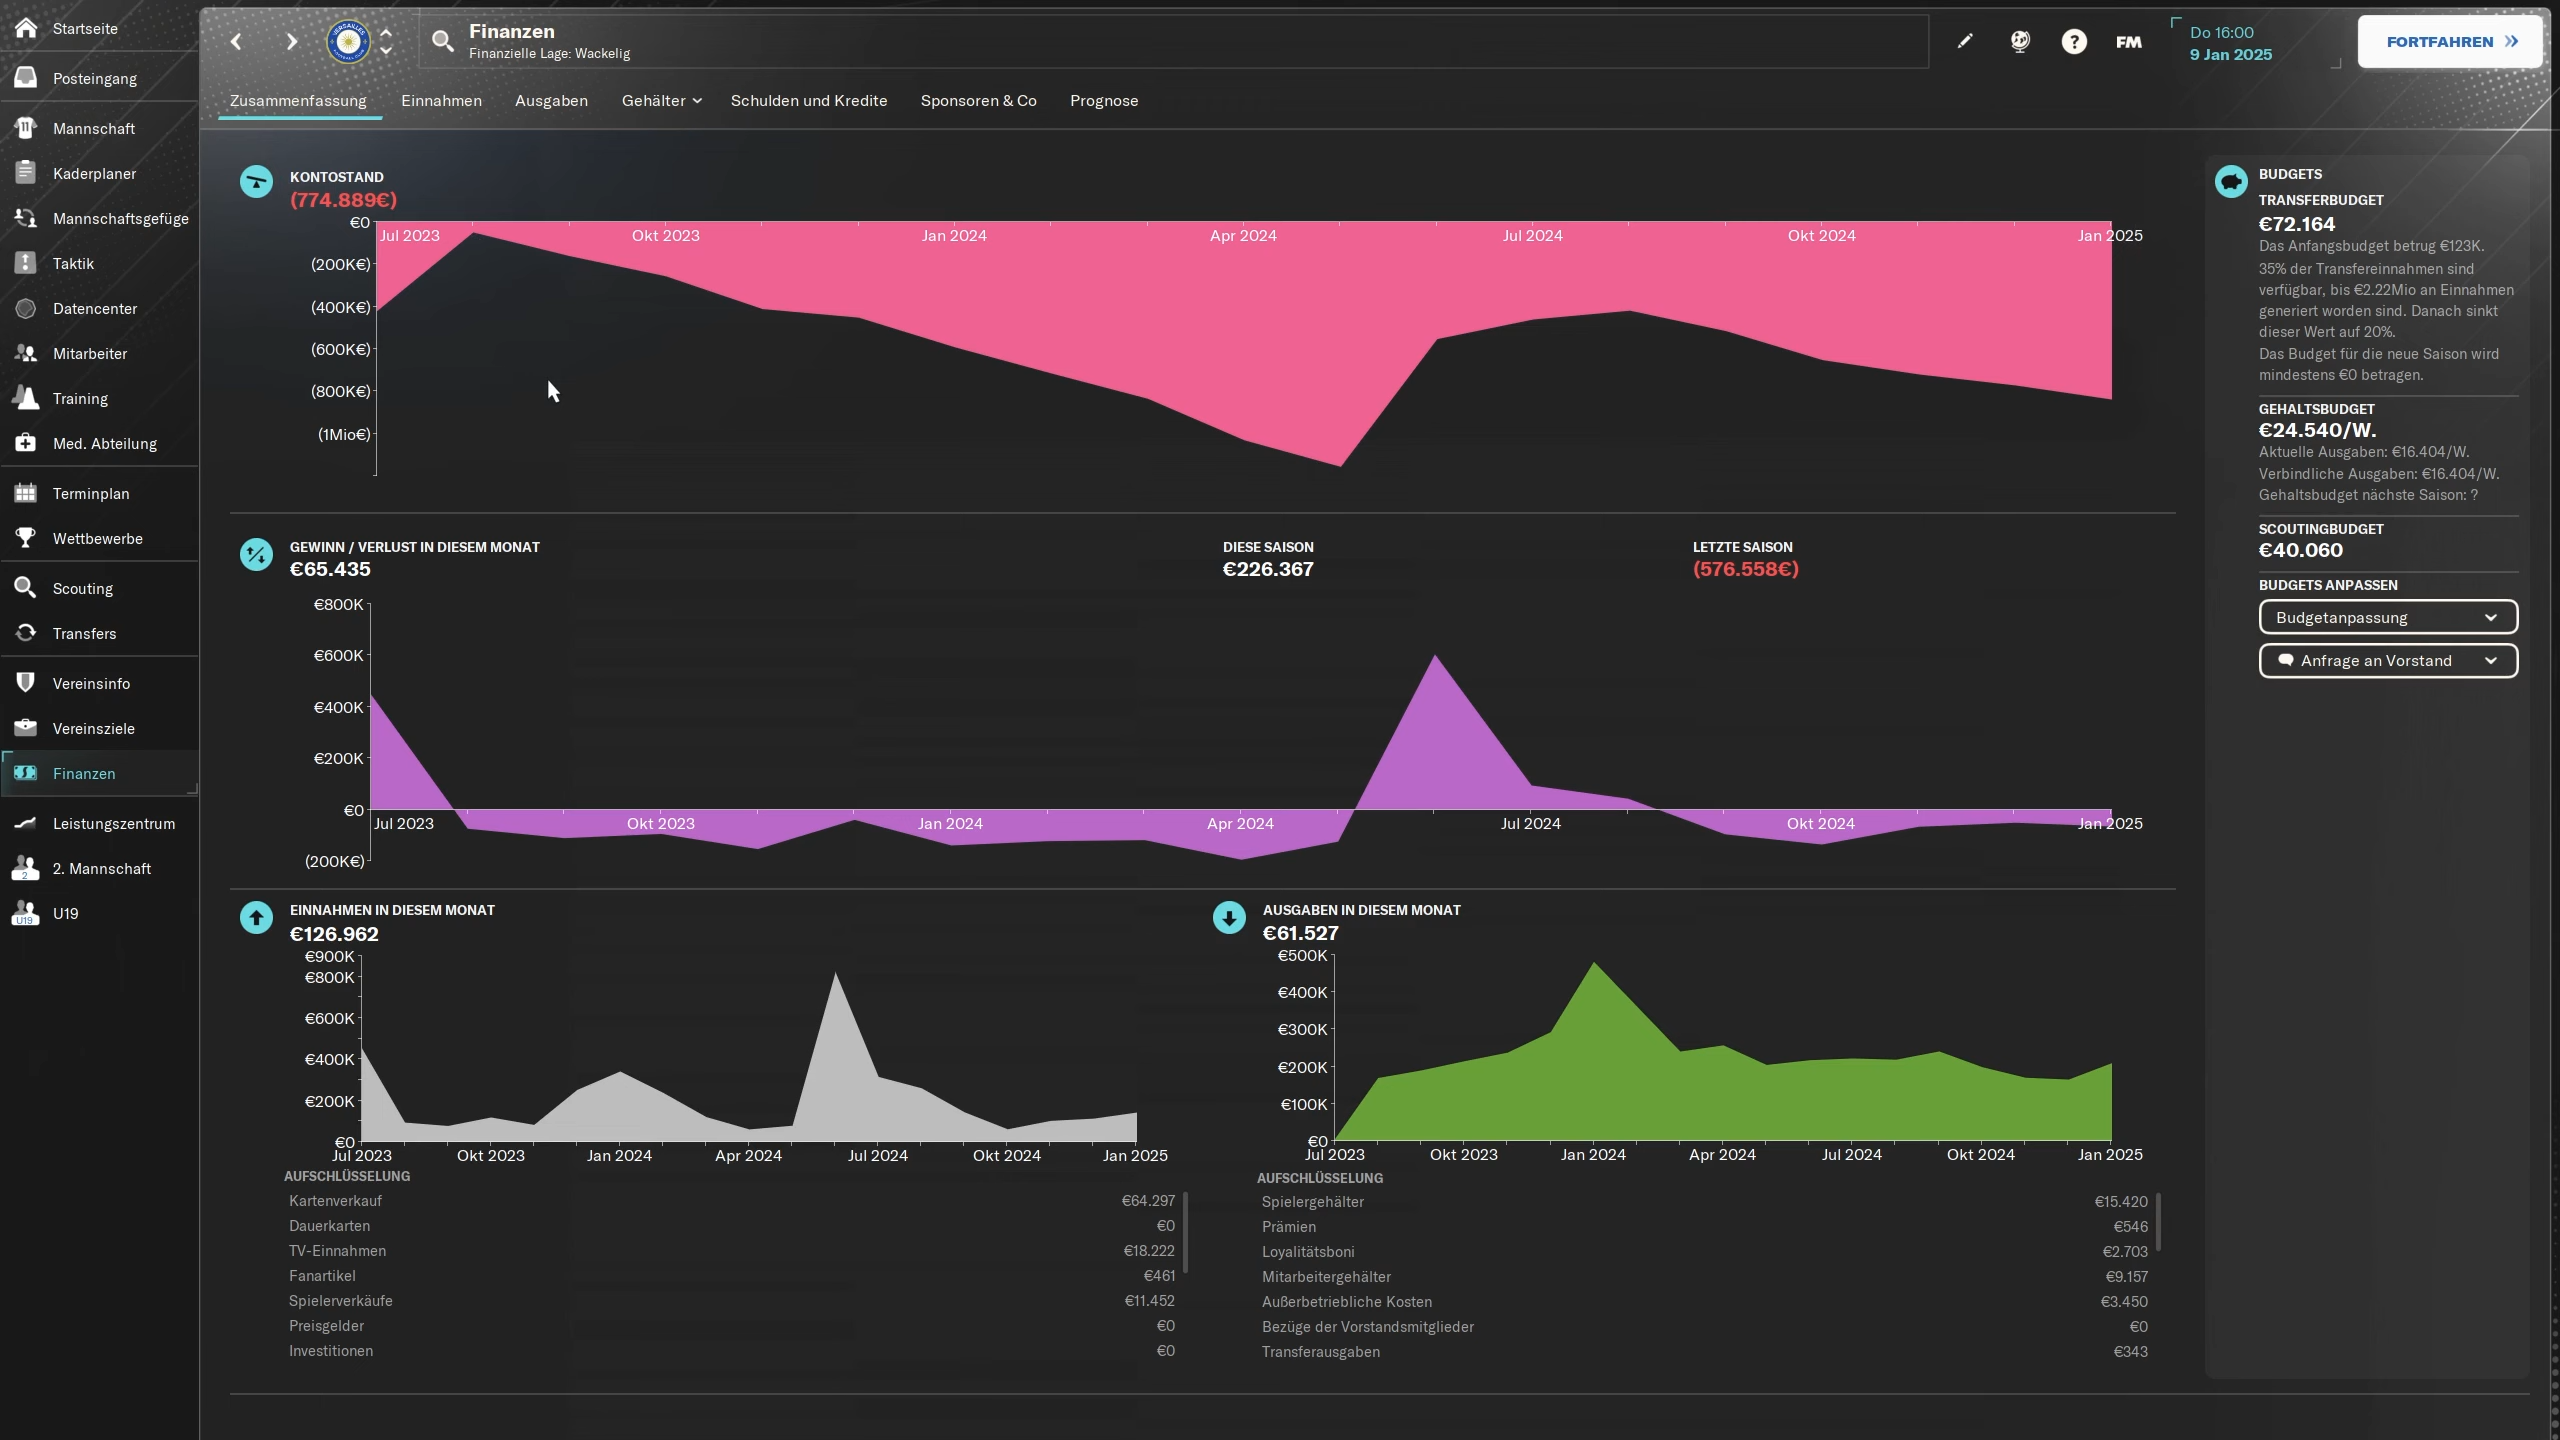 Startseite
Posteingang
Mannschaft
Kaderplaner
Mannschaftsgefüge
Taktik
Datencenter
Mitarbeiter
Training
Med. Abteilung
Terminplan
Wettbewerbe
Scouting
Transfers
Vereinsinfo
Vereinsziele
Finanzen
Leistungszentrum
2
2. Mannschaft
U19
U19
VERSAILLES
Finanzen
Finanzielle Lage: Wackelig
?
FM
Do 16:00
9 Jan 2025
FORTFAHREN
Zusammenfassung Einnahmen Ausgaben Gehälter Schulden und Kredite Sponsoren & Co Prognose
KONTOSTAND
(774.889€)
€0
(200K€)
(400K€)
(600K€)
(800K€)
(1Mio€)
Jul 2023 Okt 2023 Jan 2024 Apr 2024 Jul 2024 Okt 2024 Jan 2025
GEWINN / VERLUST IN DIESEM MONAT
€65.435
DIESE SAISON
€226.367
LETZTE SAISON
(576.558€)
€800K
€600K
€400K
€200K
€0
(200K€)
Jul 2023 Okt 2023 Jan 2024 Apr 2024 Jul 2024 Okt 2024 Jan 2025
EINNAHMEN IN DIESEM MONAT
€126.962
€900K
€800K
€600K
€400K
€200K
€0
Jul 2023 Okt 2023 Jan 2024 Apr 2024 Jul 2024 Okt 2024 Jan 2025
AUFSCHLÜSSELUNG
Kartenverkauf €64.297
Dauerkarten €0
TV-Einnahmen €18.222
Fanartikel €461
Spielerverkäufe €11.452
Preisgelder €0
Investitionen €0
AUSGABEN IN DIESEM MONAT
€61.527
€500K
€400K
€300K
€200K
€100K
€0
Jul 2023 Okt 2023 Jan 2024 Apr 2024 Jul 2024 Okt 2024 Jan 2025
AUFSCHLÜSSELUNG
Spielergehälter €15.420
Prämien €546
Loyalitätsboni €2.703
Mitarbeitergehälter €9.157
Außerbetriebliche Kosten €3.450
Bezüge der Vorstandsmitglieder €0
Transferausgaben €343
BUDGETS
TRANSFERBUDGET
€72.164
Das Anfangsbudget betrug €123K.
35% der Transfereinnahmen sind
verfügbar, bis €2.22Mio an Einnahmen
generiert worden sind. Danach sinkt
dieser Wert auf 20%.
Das Budget für die neue Saison wird
mindestens €0 betragen.
GEHALTSBUDGET
€24.540/W.
Aktuelle Ausgaben: €16.404/W.
Verbindliche Ausgaben: €16.404/W.
Gehaltsbudget nächste Saison: ?
SCOUTINGBUDGET
€40.060
BUDGETS ANPASSEN
Budgetanpassung
Anfrage an Vorstand